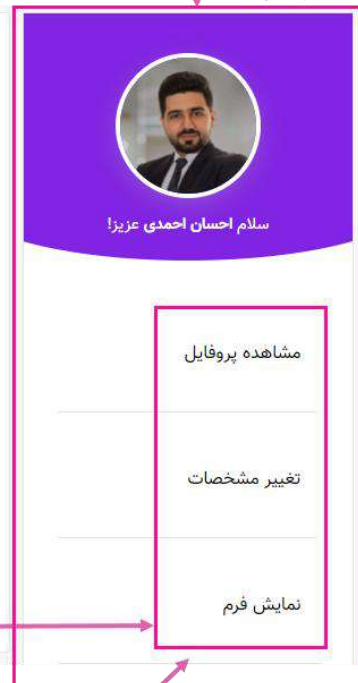 سلام احسان احمدی عزیز!
مشاهده پروفایل
تغییر مشخصات
نمایش فرم